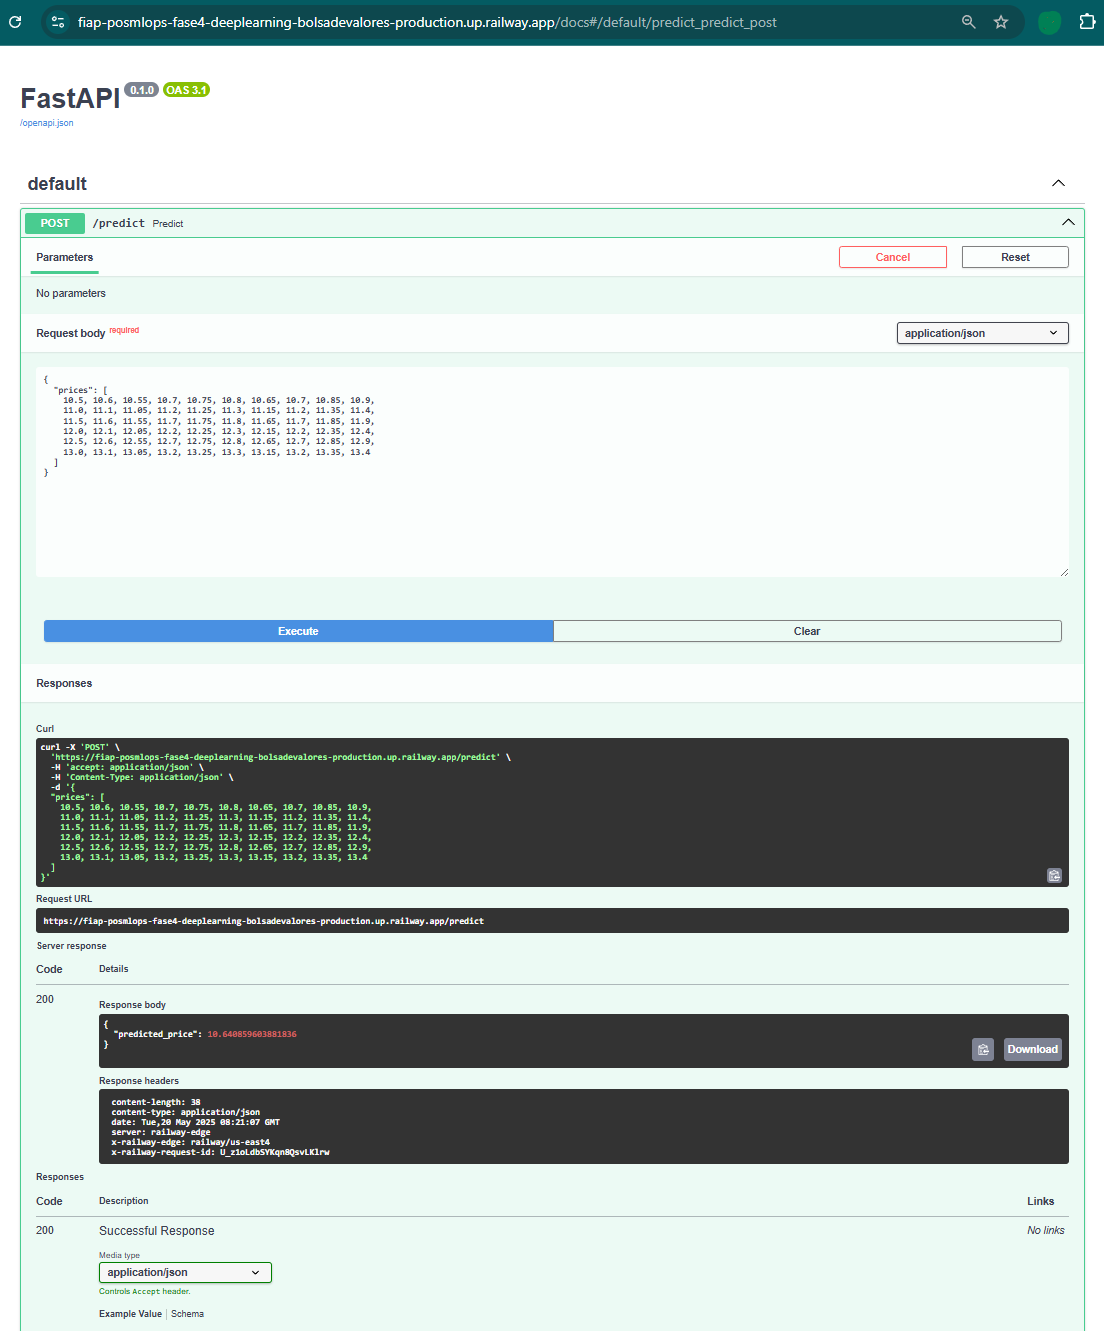 fiap-posmlops-fase4-deeplearning-bolsadevalores-production.up.railway.app/docs#/default/predict_predict_post
FastAPI 0.1.0 OAS 3.1
/openapi.json
default
POST /predict Predict
Parameters Cancel Reset
No parameters
Request body required application/json
{
"prices": [
10.5, 10.6, 10.55, 10.7, 10.75, 10.8, 10.65, 10.7, 10.85, 10.9,
11.0, 11.1, 11.05, 11.2, 11.25, 11.3, 11.15, 11.2, 11.35, 11.4,
11.5, 11.6, 11.55, 11.7, 11.75, 11.8, 11.65, 11.7, 11.85, 11.9,
12.0, 12.1, 12.05, 12.2, 12.25, 12.3, 12.15, 12.2, 12.35, 12.4,
12.5, 12.6, 12.55, 12.7, 12.75, 12.8, 12.65, 12.7, 12.85, 12.9,
13.0, 13.1, 13.05, 13.2, 13.25, 13.3, 13.15, 13.2, 13.35, 13.4
]
}
Execute Clear
Responses
Curl
curl -X 'POST' \
'https://fiap-posmlops-fase4-deeplearning-bolsadevalores-production.up.railway.app/predict' \
-H 'accept: application/json' \
-H 'Content-Type: application/json' \
-d '{
"prices": [
10.5, 10.6, 10.55, 10.7, 10.75, 10.8, 10.65, 10.7, 10.85, 10.9,
11.0, 11.1, 11.05, 11.2, 11.25, 11.3, 11.15, 11.2, 11.35, 11.4,
11.5, 11.6, 11.55, 11.7, 11.75, 11.8, 11.65, 11.7, 11.85, 11.9,
12.0, 12.1, 12.05, 12.2, 12.25, 12.3, 12.15, 12.2, 12.35, 12.4,
12.5, 12.6, 12.55, 12.7, 12.75, 12.8, 12.65, 12.7, 12.85, 12.9,
13.0, 13.1, 13.05, 13.2, 13.25, 13.3, 13.15, 13.2, 13.35, 13.4
]
}'
Request URL
https://fiap-posmlops-fase4-deeplearning-bolsadevalores-production.up.railway.app/predict
Server response
Code Details
200
Response body
{
"predicted_price": 10.640859603881836
}
Download
Response headers
content-length: 38
content-type: application/json
date: Tue,20 May 2025 08:21:07 GMT
server: railway-edge
x-railway-edge: railway/us-east4
x-railway-request-id: U_z1oLdbSYKqn8QsvLKlrw
Responses
Code Description Links
200 Successful Response No links
Media type
application/json
Controls Accept header.
Example Value Schema